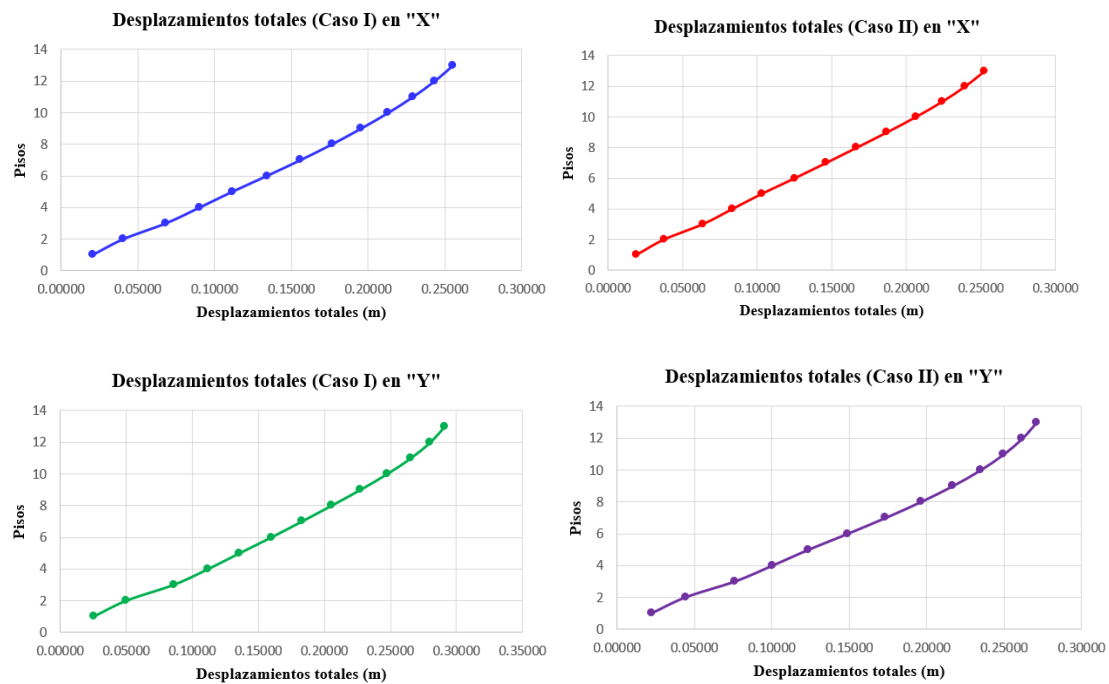 Desplazamientos totales (Caso I) en "X"
14
12
10
8
6
4
2
0
Pisos
0.00000 0.05000 0.10000 0.15000 0.20000 0.25000 0.30000
Desplazamientos totales (m)
Desplazamientos totales (Caso II) en "X"
14
12
10
8
6
4
2
0
Pisos
0.00000 0.05000 0.10000 0.15000 0.20000 0.25000 0.30000
Desplazamientos totales (m)
Desplazamientos totales (Caso I) en "Y"
14
12
10
8
6
4
2
0
Pisos
0.00000 0.05000 0.10000 0.15000 0.20000 0.25000 0.30000 0.35000
Desplazamientos totales (m)
Desplazamientos totales (Caso II) en "Y"
14
12
10
8
6
4
2
0
Pisos
0.00000 0.05000 0.10000 0.15000 0.20000 0.25000 0.30000
Desplazamientos totales (m)